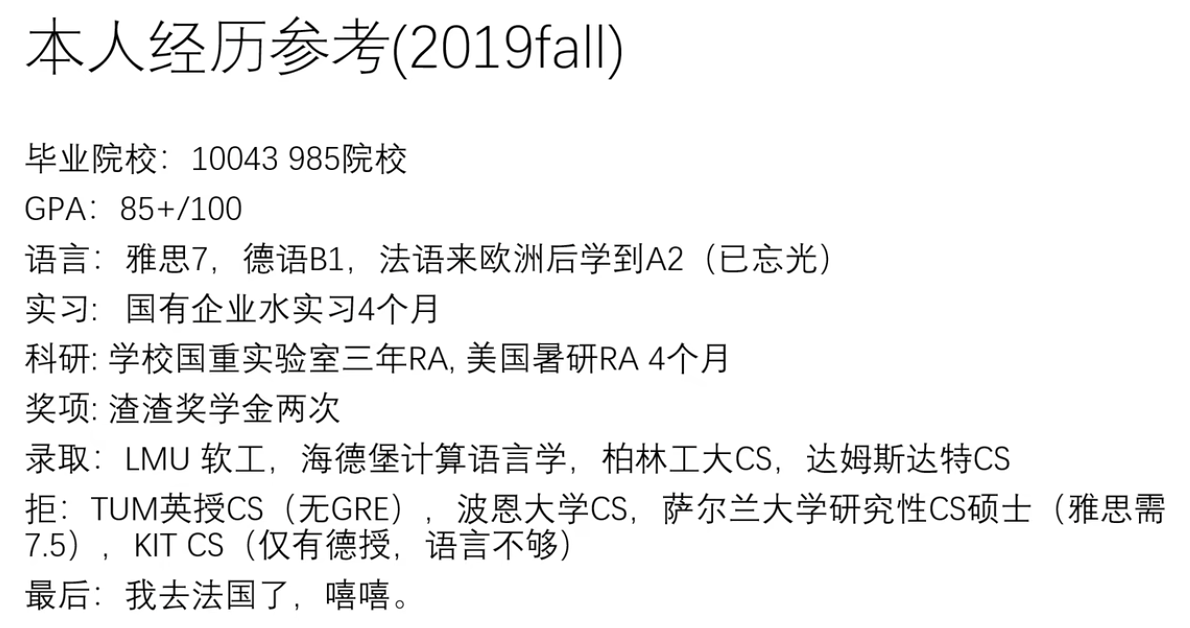 本人经历参考(2019fall)
毕业院校：10043 985院校
GPA：85+/100
语言：雅思7，德语B1，法语来欧洲后学到A2（已忘光）
实习：国有企业水实习4个月
科研: 学校国重实验室三年RA, 美国暑研RA 4个月
奖项: 渣渣奖学金两次
录取：LMU 软工，海德堡计算语言学，柏林工大CS，达姆斯达特CS
拒：TUM英授CS（无GRE），波恩大学CS，萨尔兰大学研究性CS硕士（雅思需
7.5），KIT CS（仅有德授，语言不够）
最后：我去法国了，嘻嘻。